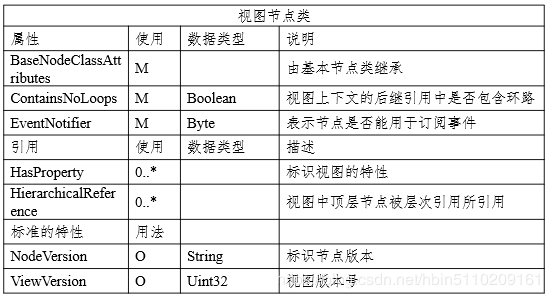 视图节点类
属性 使用 数据类型 说明
BaseNodeClassAttributes M 由基本节点类继承
ContainsNoLoops M Boolean 视图上下文的后继引用中是否包含环路
EventNotifier M Byte 表示节点是否能用于订阅事件
引用 使用 数据类型 描述
HasProperty 0..* 标识视图的特性
HierarchicalReference 0..* 视图中顶层节点被层次引用所引用
标准的特性 用法
NodeVersion O String 标识节点版本
ViewVersion O Uint32 视图版本号
csdn.net/hbin5110209161